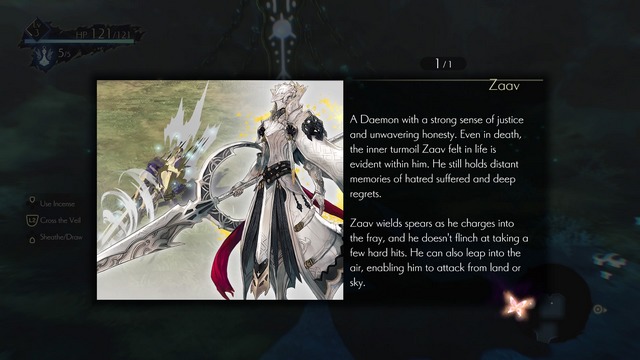 HP 121/121
5/5
1/1
Zaav
A Daemon with a strong sense of justice
and unwavering honesty. Even in death,
the inner turmoil Zaav felt in life is
evident within him. He still holds distant
memories of hatred suffered and deep
regrets.
Zaav wields spears as he charges into
the fray, and he doesn't flinch at taking a
few hard hits. He can also leap into the
air, enabling him to attack from land or
sky.
Use Incense
Cross the Veil
Sheathe/Draw